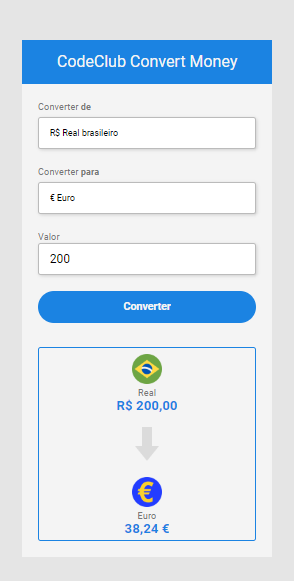 CodeClub Convert Money
Converter de
R$ Real brasileiro
Converter para
€ Euro
Valor
200
Converter
Real
R$ 200,00
€
Euro
38,24 €